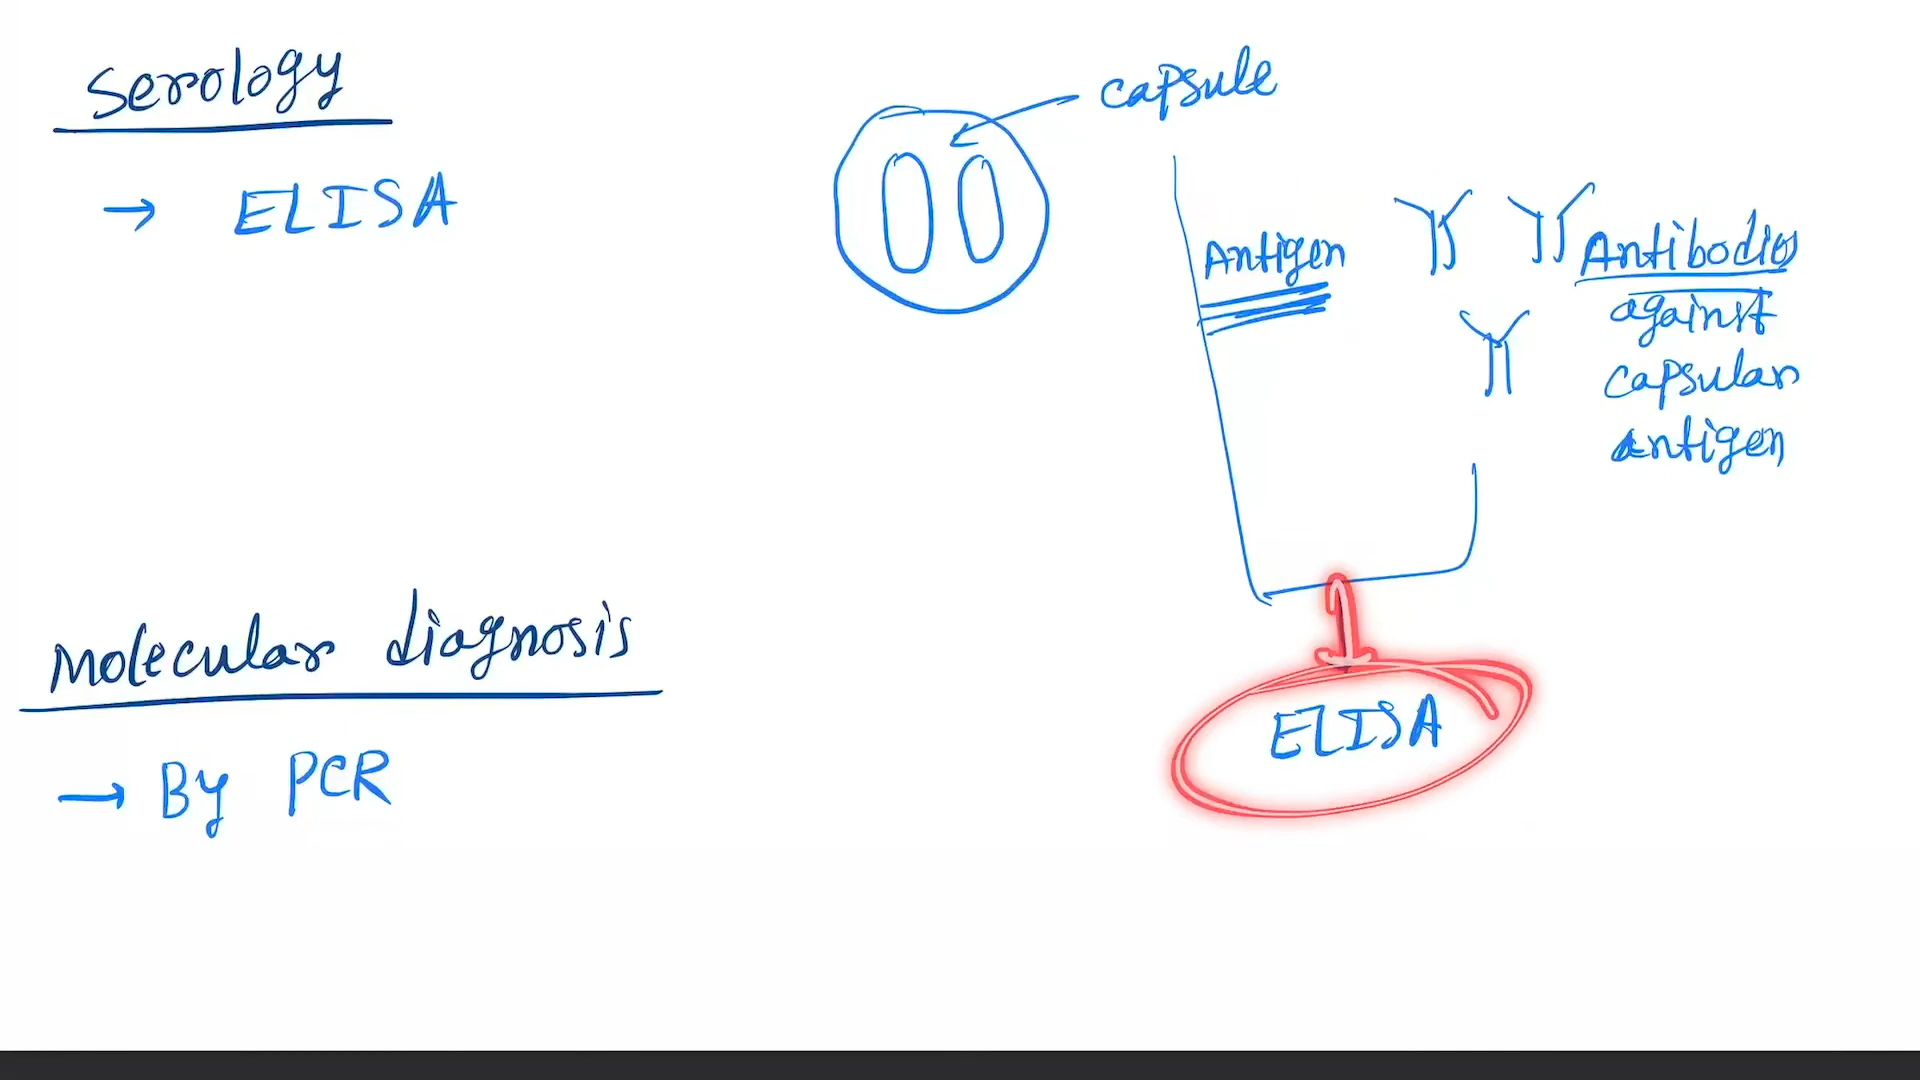 Serology
→ ELISA
capsule
Antigen
Antibodies
against
capsular
antigen
ELISA
Molecular diagnosis
→ By PCR